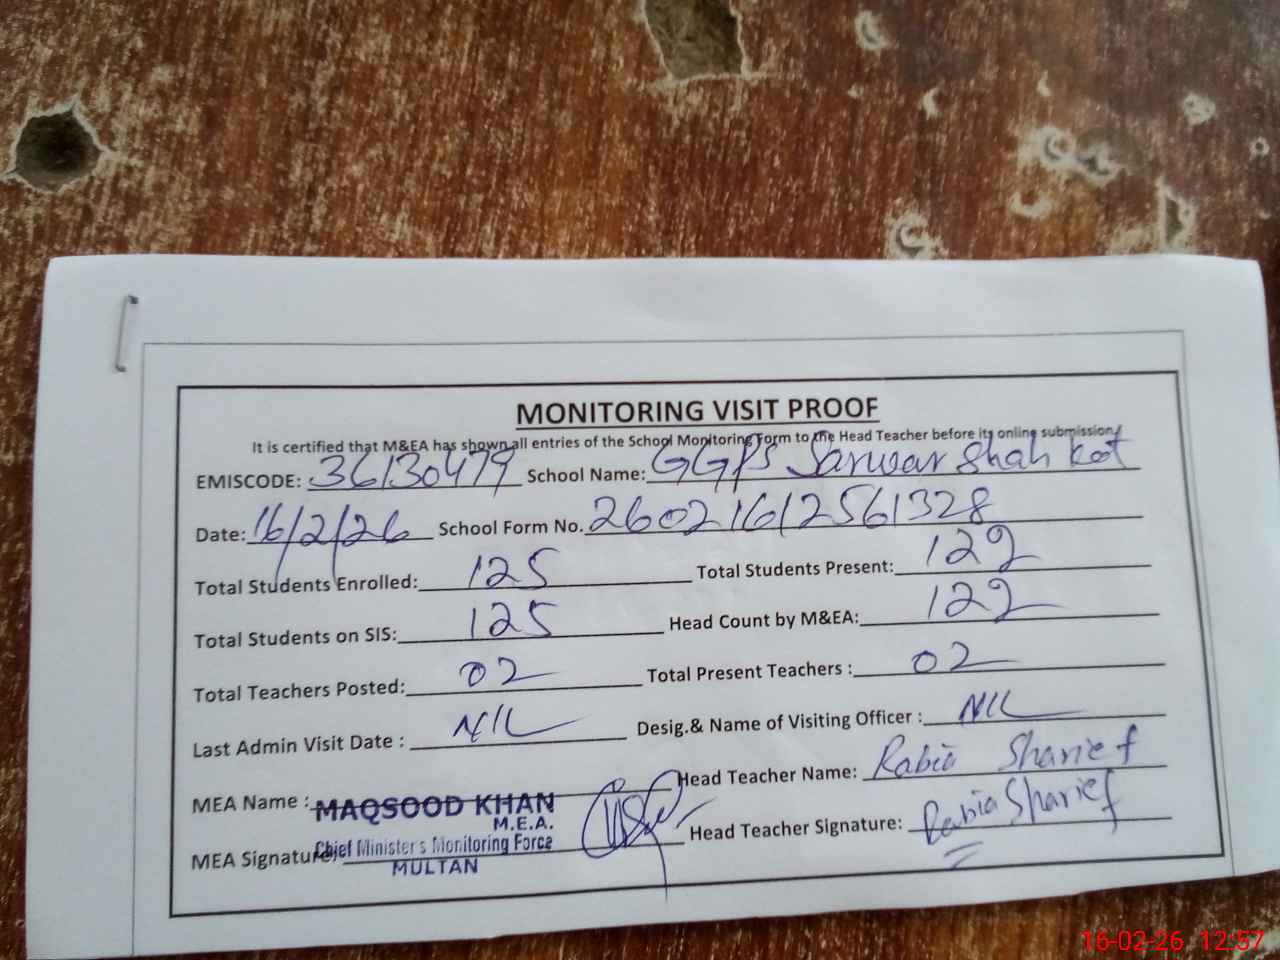 MONITORING VISIT PROOF
It is certified that M&EA has shown all entries of the School Monitoring Form to the Head Teacher before its online submission.
EMISCODE: 36130479 School Name: GGPS Sarwar Shah Kot
Date: 16/2/26 School Form No. 26021612561328
Total Students Enrolled: 125 Total Students Present: 122
Total Students on SIS: 125 Head Count by M&EA: 122
Total Teachers Posted: 02 Total Present Teachers : 02
Last Admin Visit Date : NIL Desig.& Name of Visiting Officer : NIL
MEA Name : MAQSOOD KHAN Head Teacher Name: Rabia Sharief
M.E.A.
MEA Signature: Chief Minister's Monitoring Force Head Teacher Signature: Rabia Sharief
MULTAN
16-02-26 12:57